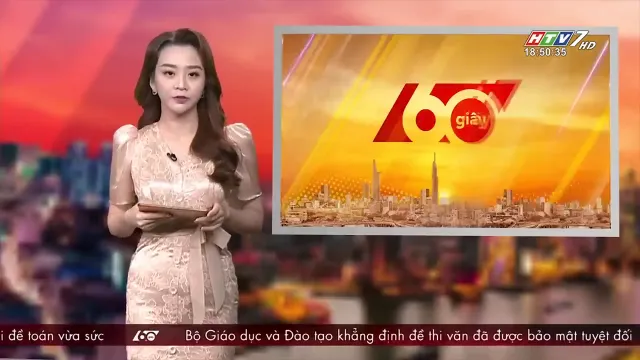 HTV7 HD
18:50:35
60 giây
i đề toán vừa sức 60 Bộ Giáo dục và Đào tạo khẳng định đề thi văn đã được bảo mật tuyệt đối